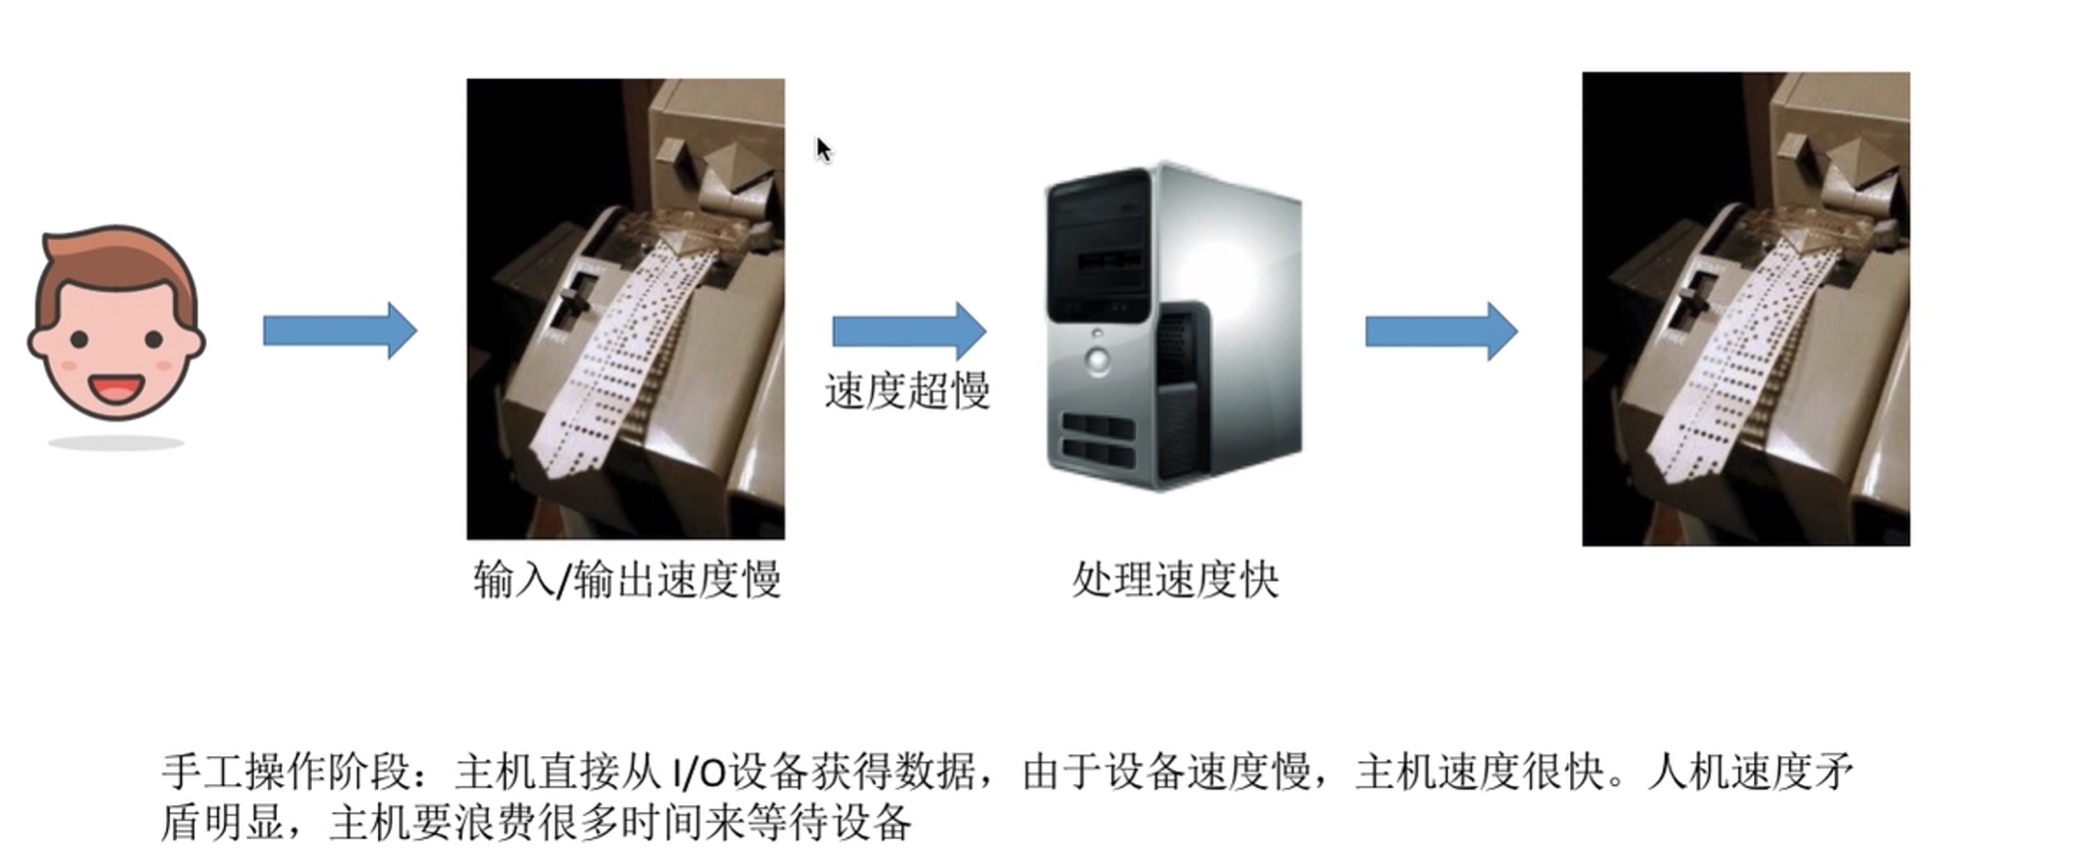 速度超慢
输入/输出速度慢
处理速度快
手工操作阶段：主机直接从 I/O设备获得数据，由于设备速度慢，主机速度很快。人机速度矛
盾明显，主机要浪费很多时间来等待设备